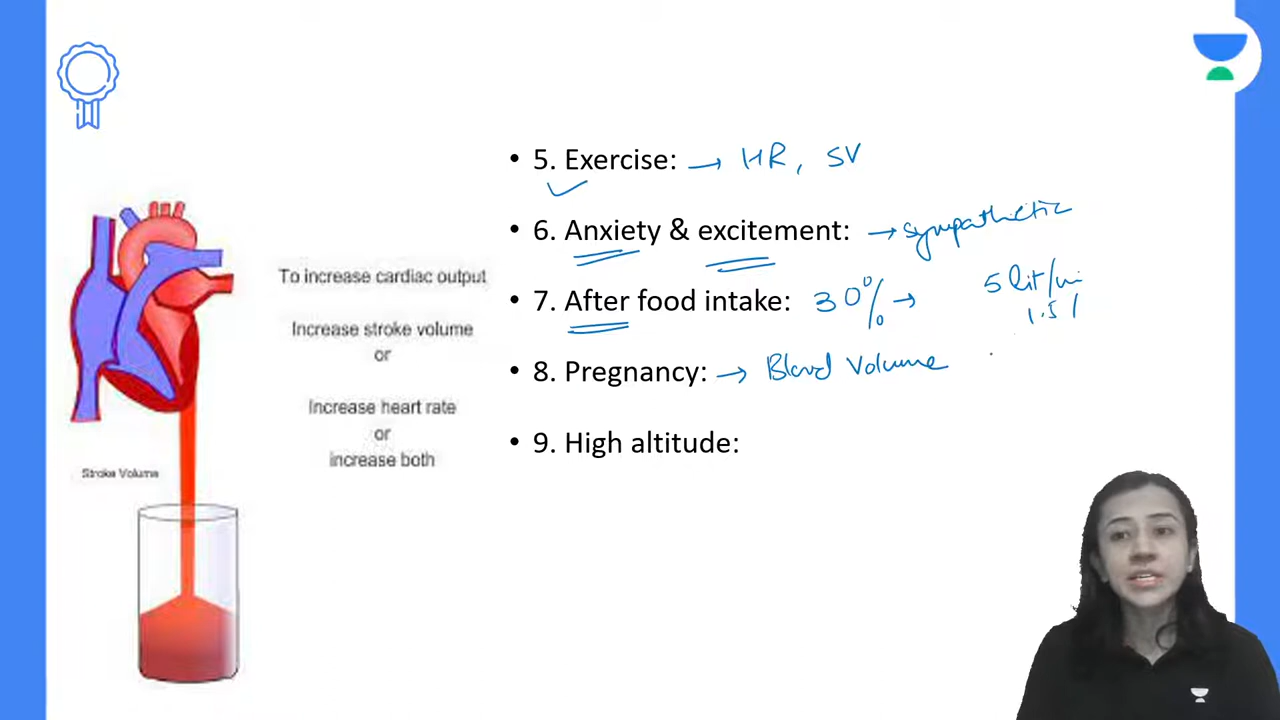 • 5. Exercise: → HR, SV
• 6. Anxiety & excitement: → sympathetic
• 7. After food intake: 30% → 5 lit/
1.5 l
• 8. Pregnancy: → Blood Volume
• 9. High altitude:
To increase cardiac output
Increase stroke volume
or
Increase heart rate
or
increase both
Stroke Volume